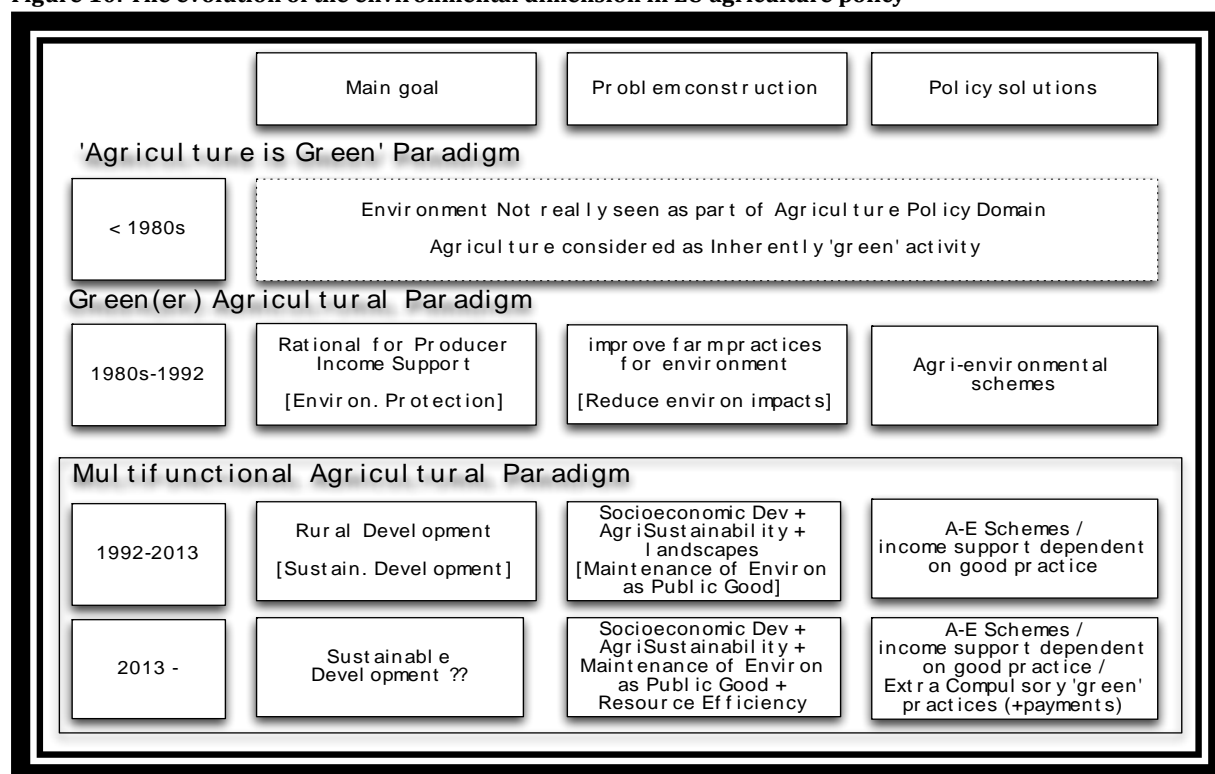 Figure The evolution of the environmental dimension in agriculture policy
Main goal
Problem construction
Policy solutions
'Agriculture is Green' Paradigm
< 1980s
Environment Not really seen as part of Agriculture Policy Domain
Agriculture considered as Inherently 'green' activity
Green(er) Agricultural Paradigm
1980s-1992
Rational for Producer
Income Support
[Environ. Protection]
improve farm practices
for environment
[Reduce environ impacts]
Agri-environmental
schemes
Multifunctional Agricultural Paradigm
1992-2013
Rural Development
[Sustain. Development]
Socioeconomic Dev +
AgriSustainability +
landscapes
[Maintenance of Environ
as Public Good]
A-E Schemes /
income support dependent
on good practice
2013 -
Sustainable
Development ??
Socioeconomic Dev +
AgriSustainability +
Maintenance of Environ
as Public Good +
Resource Efficiency
A-E Schemes /
income support dependent
on good practice /
Extra Compulsory 'green'
practices (+payments)